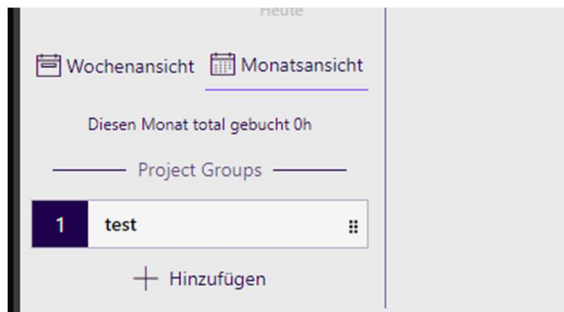 Heute
Wochenansicht Monatsansicht
Diesen Monat total gebucht 0h
Project Groups
1 test
Hinzufügen